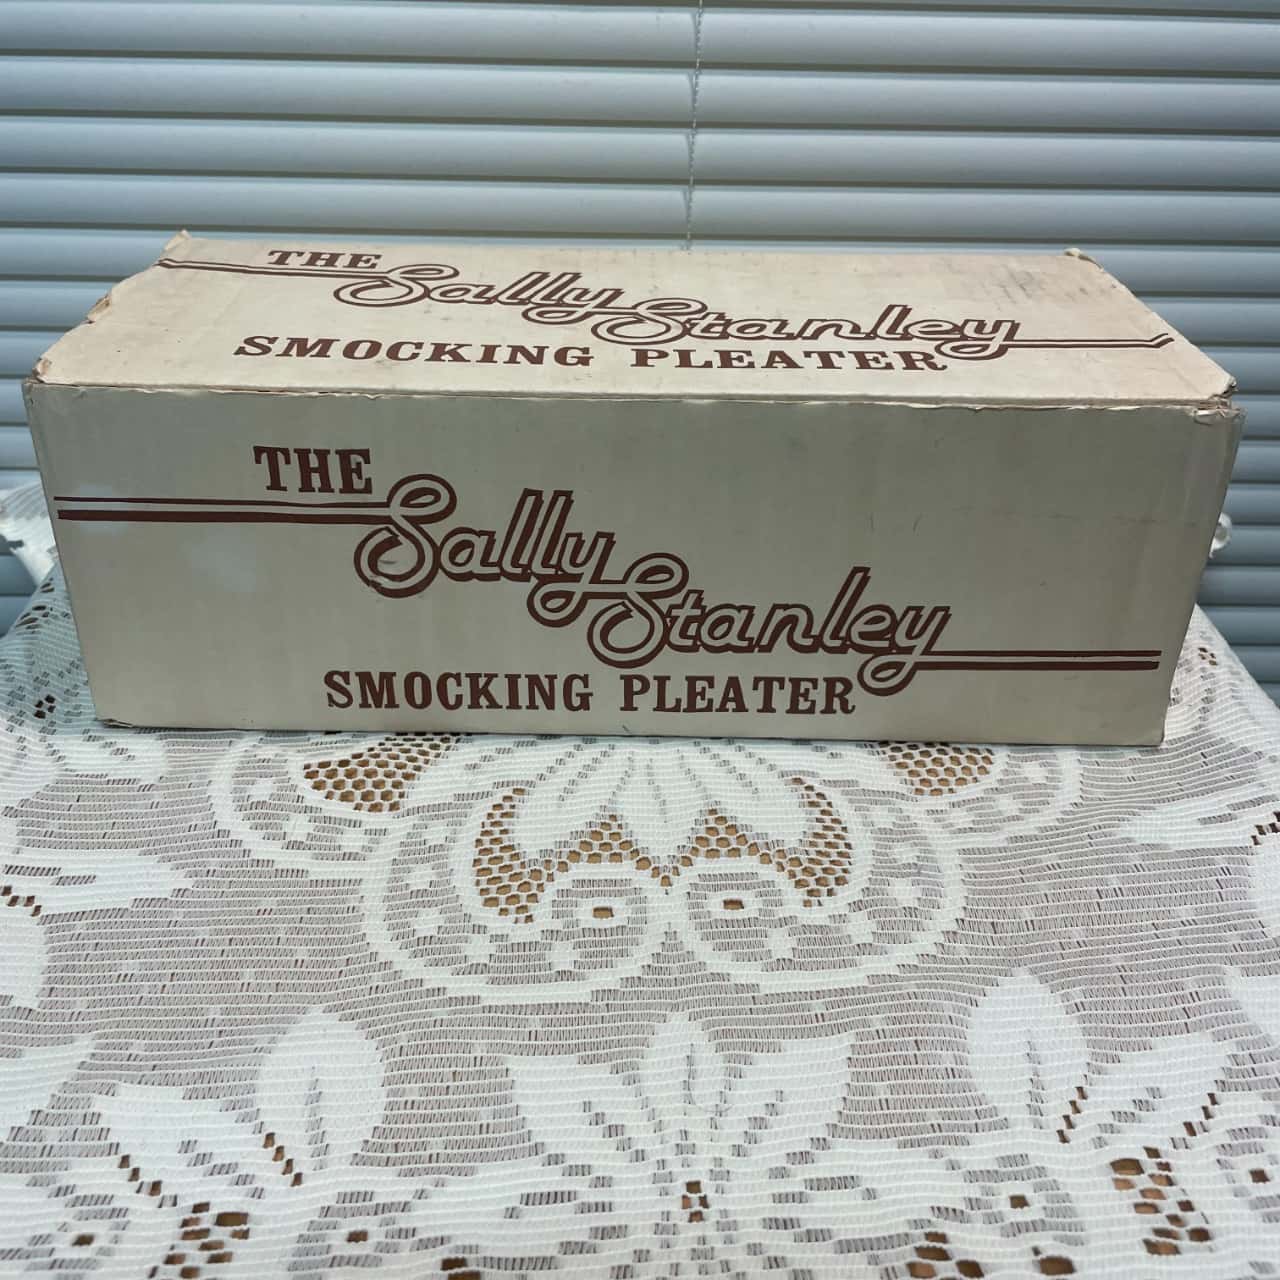 THE
Sally Stanley
SMOCKING PLEATER
THE
Sally
Stanley
SMOCKING PLEATER